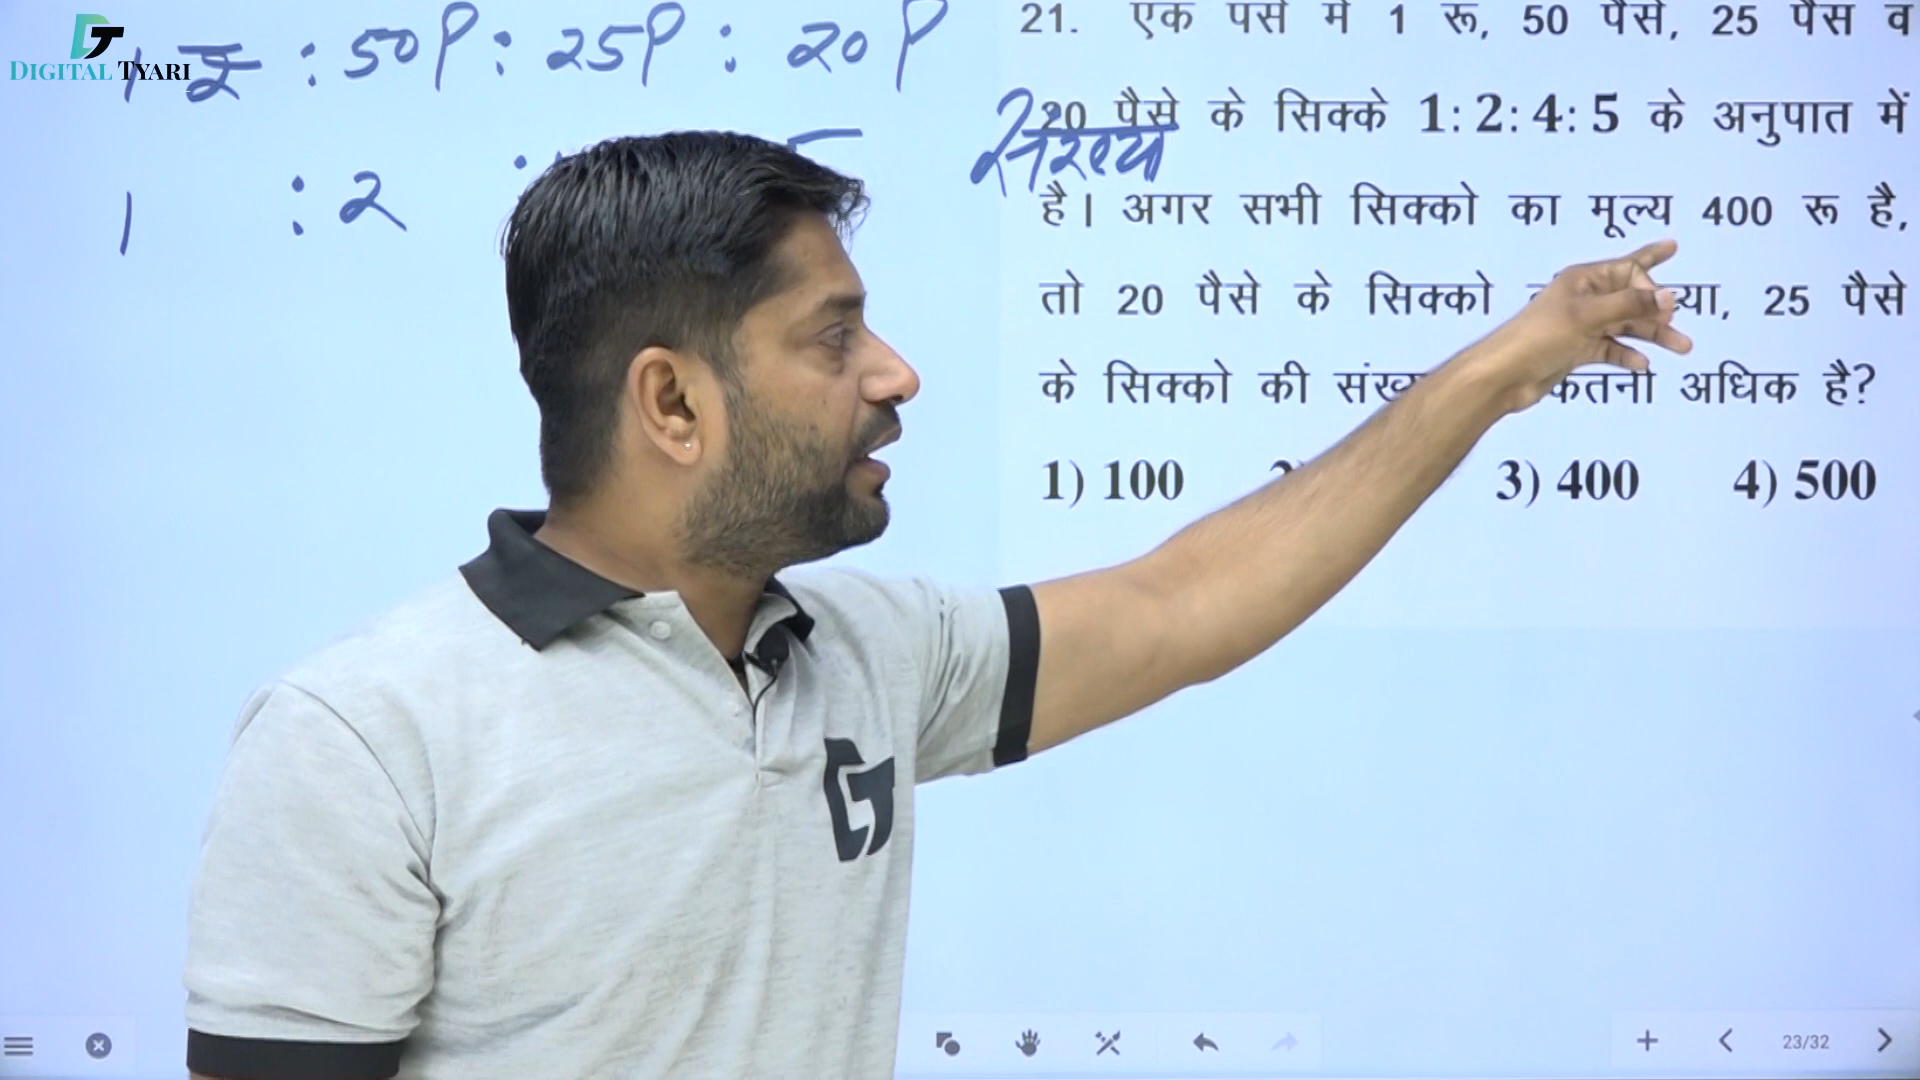 DIGITAL TYARI
1 रु : 50P : 25P : 20P
1 : 2 :
संख्या
21. एक पर्स में 1 रू, 50 पैसे, 25 पैसे व
20 पैसे के सिक्के 1: 2: 4: 5 के अनुपात में
है। अगर सभी सिक्को का मूल्य 400 रू है,
तो 20 पैसे के सिक्को 25 पैसे
के सिक्को की अधिक है?
1) 100 3) 400 4) 500
DT
23/32